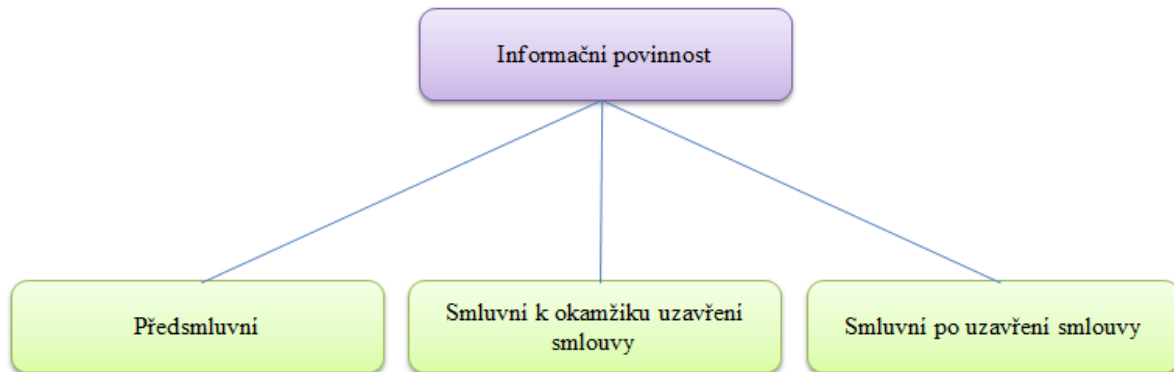 Informační povinnost
Předsmluvní
Smluvní k okamžiku uzavření
smlouvy
Smluvní po uzavření smlouvy